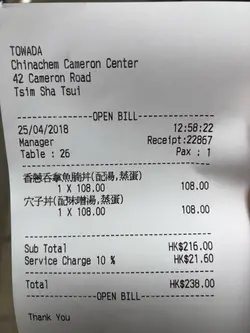 TOWADA
Chinachem Cameron Center
42 Cameron Road
Tsim Sha Tsui
OPEN BILL
25/04/2018 12:58:22
Manager Receipt:22867
Table : 26 Pax : 1
香蔥吞拿魚腩丼(配湯,蒸蛋)
1 X 108.00 108.00
穴子丼(配味噌湯,蒸蛋)
1 X 108.00 108.00
Sub Total HK$216.00
Service Charge 10 % HK$21.60
Total HK$238.00
OPEN BILL
Thank You